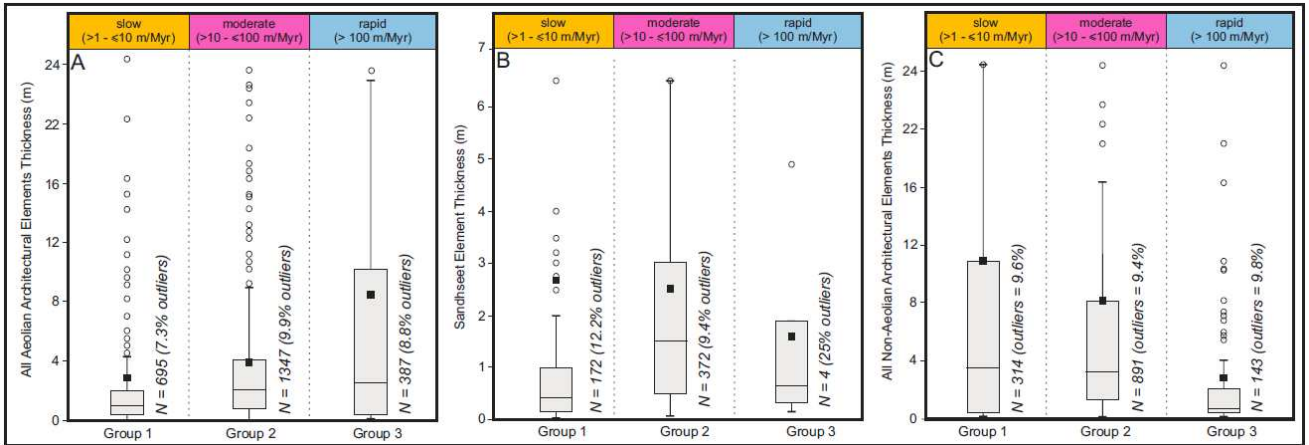 slow
(>1 - ⩽10 m/Myr)
moderate
(>10 - ⩽100 m/Myr)
rapid
(> 100 m/Myr)
A
All Aeolian Architectural Elements Thickness (m)
24
22
16
12
8
4
0
N = 695 (7.3% outliers)
N = 1347 (9.9% outliers)
N = 387 (8.8% outliers)
Group 1
Group 2
Group 3
slow
(>1 - ⩽10 m/Myr)
moderate
(>10 - ⩽100 m/Myr)
rapid
(> 100 m/Myr)
B
Sandhseet Element Thickness (m)
7
6
5
4
3
2
1
0
N = 172 (12.2% outliers)
N = 372 (9.4% outliers)
N = 4 (25% outliers)
Group 1
Group 2
Group 3
slow
(>1 - ⩽10 m/Myr)
moderate
(>10 - ⩽100 m/Myr)
rapid
(> 100 m/Myr)
C
All Non-Aeolian Architectural Elements Thickness (m)
24
22
16
12
8
4
0
N = 314 (outliers = 9.6%)
N = 891 (outliers = 9.4%)
N = 143 (outliers = 9.8%)
Group 1
Group 2
Group 3